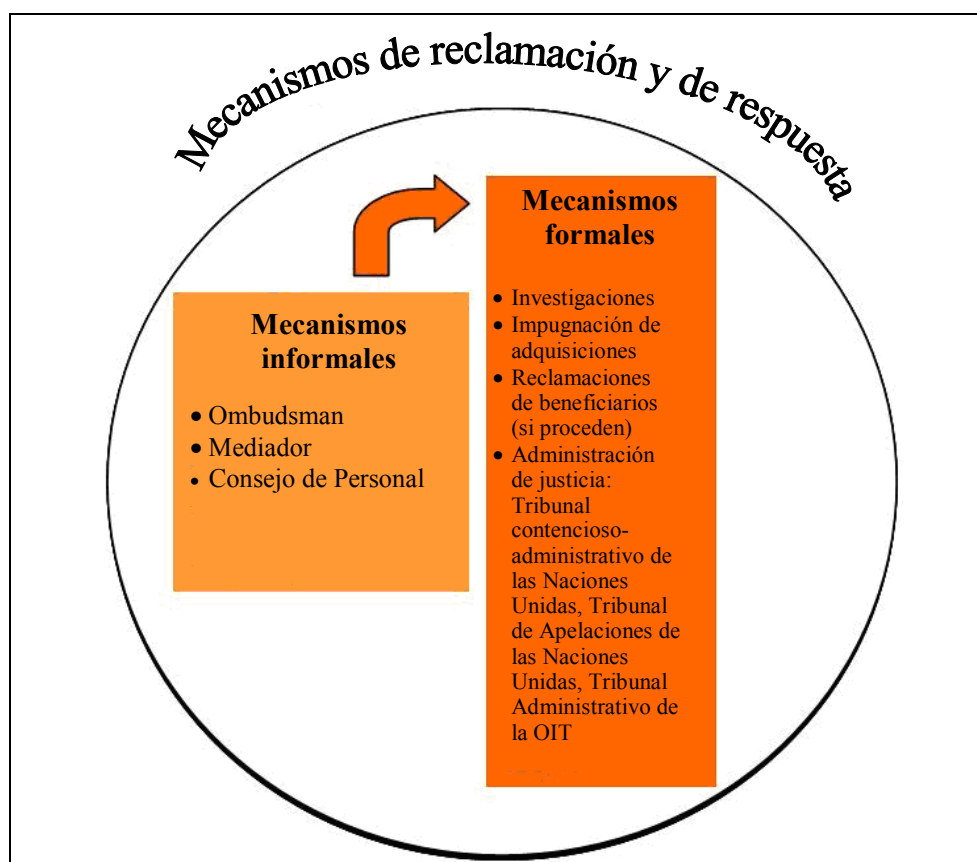 Mecanismos de reclamación y de respuesta
Mecanismos
informales
• Ombudsman
• Mediador
• Consejo de Personal
Mecanismos
formales
• Investigaciones
• Impugnación de
adquisiciones
• Reclamaciones
de beneficiarios
(si proceden)
• Administración
de justicia:
Tribunal
contencioso-
administrativo de
las Naciones
Unidas, Tribunal
de Apelaciones de
las Naciones
Unidas, Tribunal
Administrativo de
la OIT